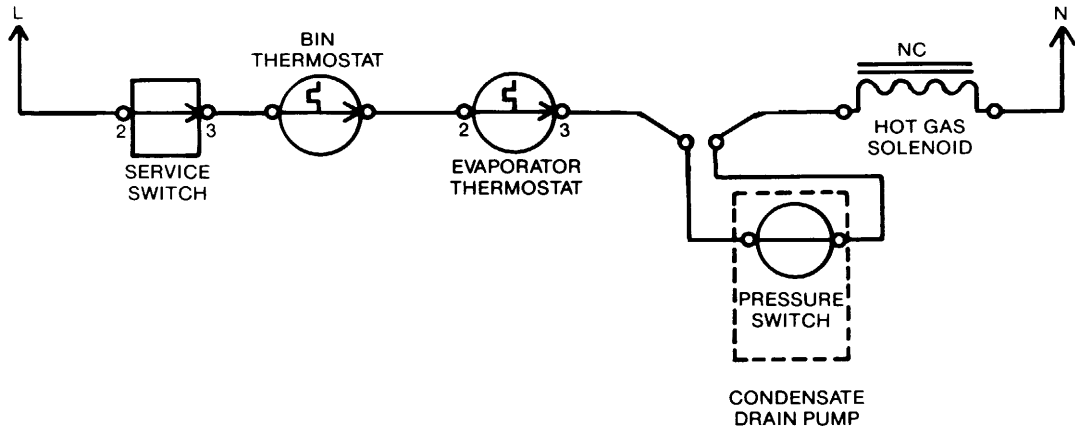 L
N
BIN
THERMOSTAT
NC
2
3
2
3
SERVICE
SWITCH
EVAPORATOR
THERMOSTAT
HOT GAS
SOLENOID
PRESSURE
SWITCH
CONDENSATE
DRAIN PUMP